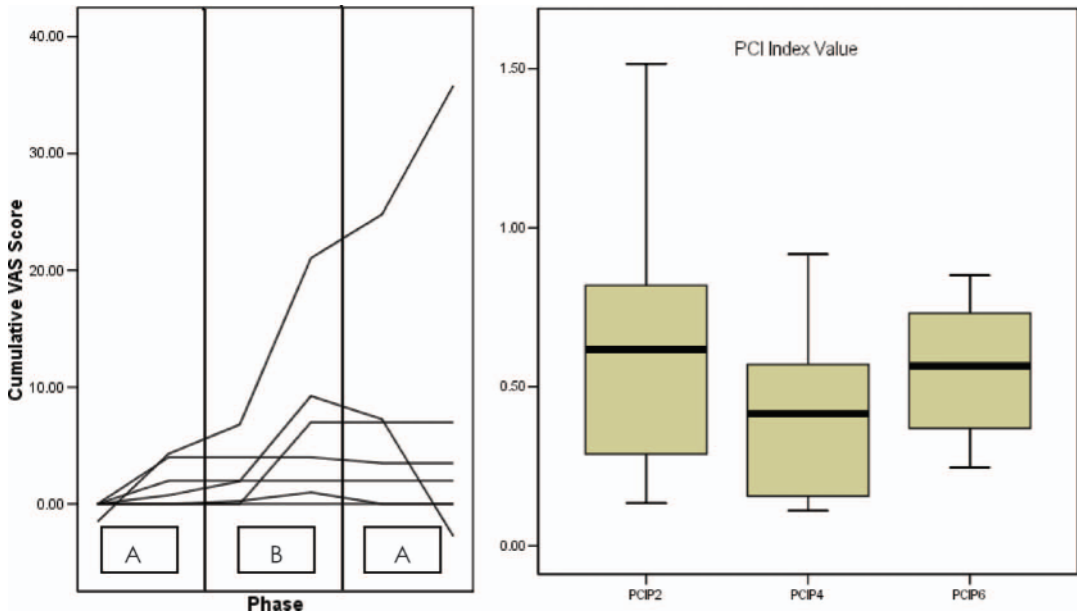 40.00
30.00
20.00
10.00
0.00
Cumulative VAS Score
A
B
A
Phase
PCI Index Value
1.50
1.00
0.50
0.00
PCIP2
PCIP4
PCIP6